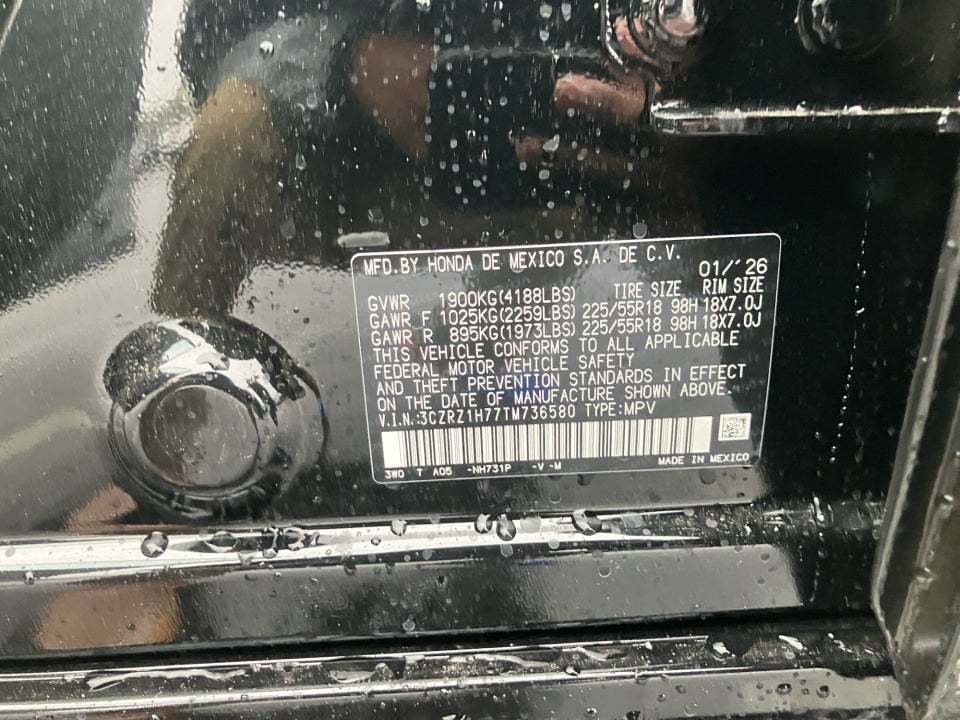 MFD.BY HONDA DE MEXICO S.A. DE C.V.
01/'26
GVWR 1900KG(4188LBS) TIRE SIZE RIM SIZE
GAWR F 1025KG(2259LBS) 225/55R18 98H 18X7.0J
GAWR R 895KG(1973LBS) 225/55R18 98H 18X7.0J
THIS VEHICLE CONFORMS TO ALL APPLICABLE
FEDERAL MOTOR VEHICLE SAFETY
AND THEFT PREVENTION STANDARDS IN EFFECT
ON THE DATE OF MANUFACTURE SHOWN ABOVE.
V.I.N.:3CZRZ1H77TM736580 TYPE:MPV
3W0 T A05 -NH731P -V -M MADE IN MEXICO